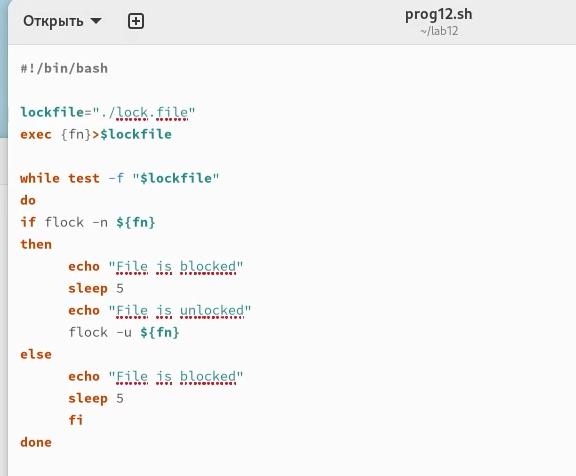 Открыть
prog12.sh
~/lab12
#!/bin/bash
lockfile="./lock.file"
exec {fn}>$lockfile
while test -f "$lockfile"
do
if flock -n ${fn}
then
echo "File is blocked"
sleep 5
echo "File is unlocked"
flock -u ${fn}
else
echo "File is blocked"
sleep 5
fi
done